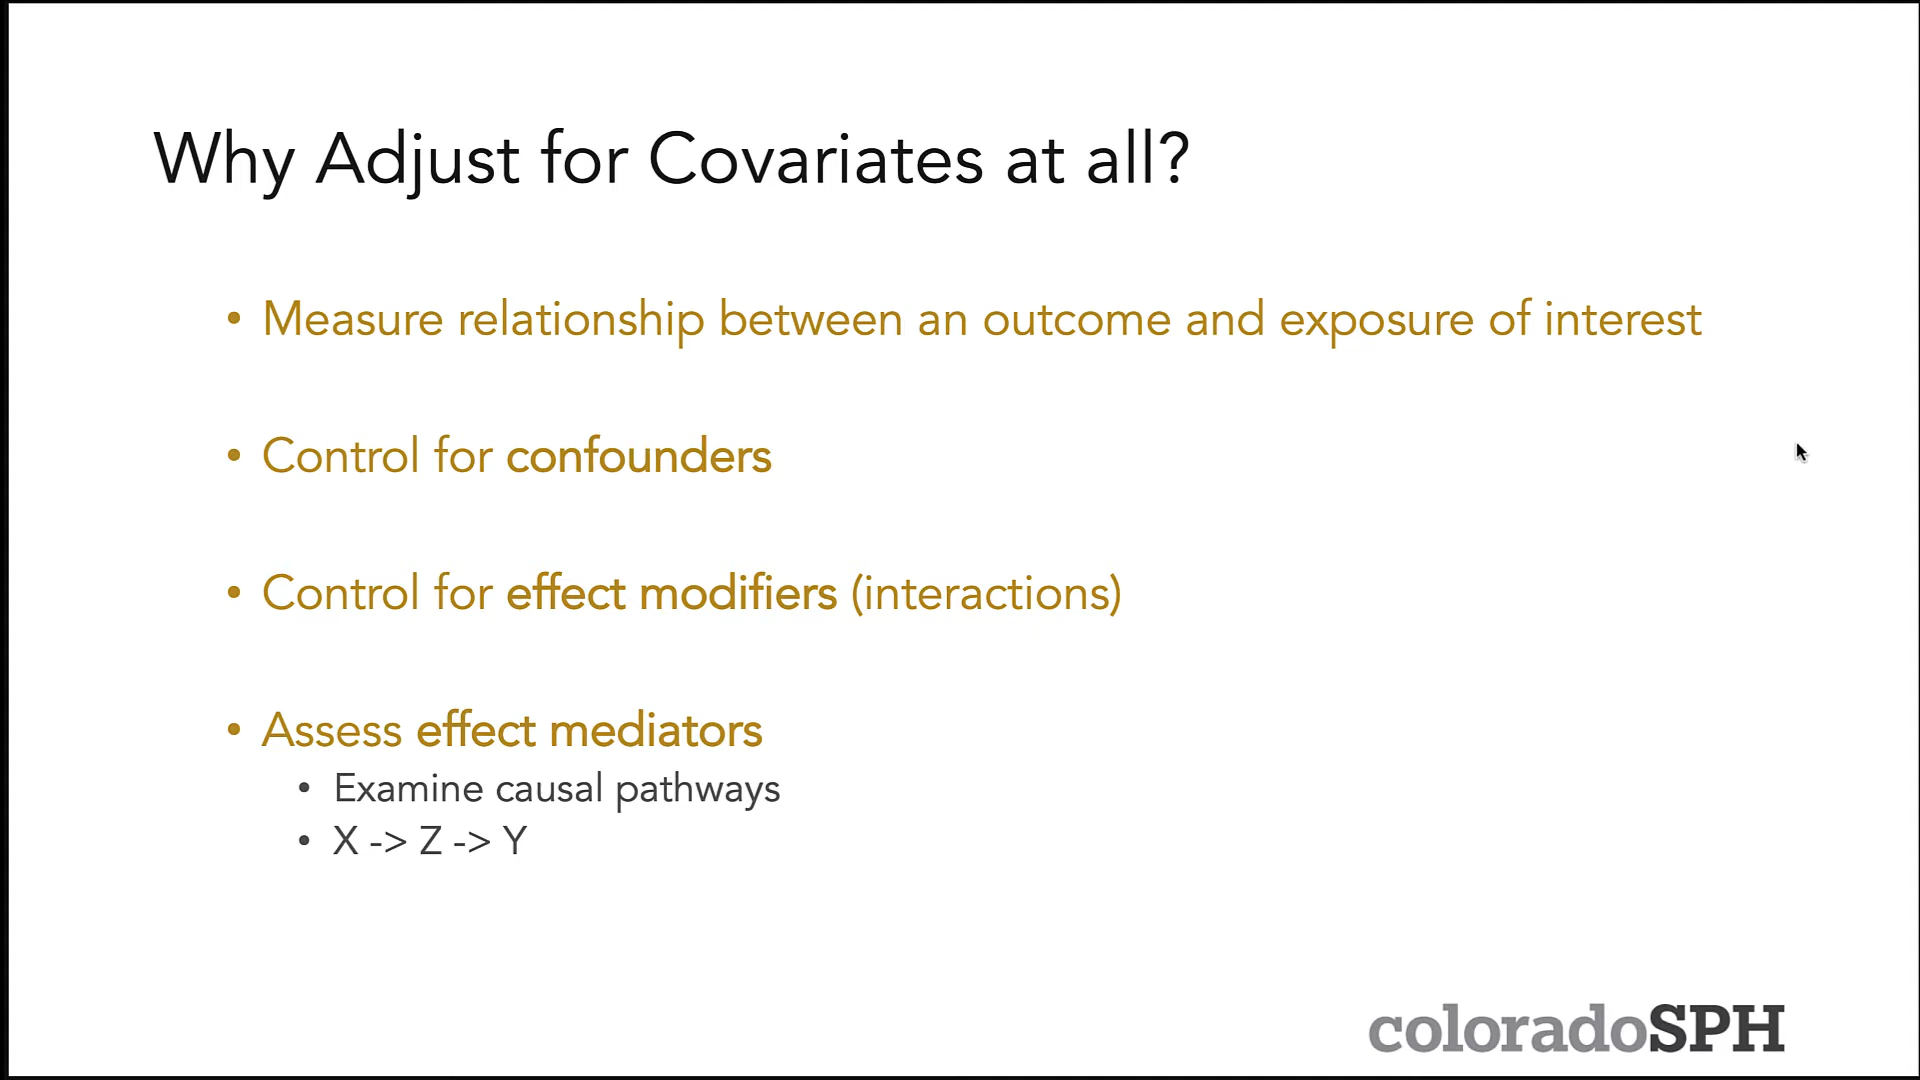 Why Adjust for Covariates at all?
• Measure relationship between an outcome and exposure of interest
• Control for confounders
• Control for effect modifiers (interactions)
• Assess effect mediators
• Examine causal pathways
• X -> Z -> Y
coloradoSPH